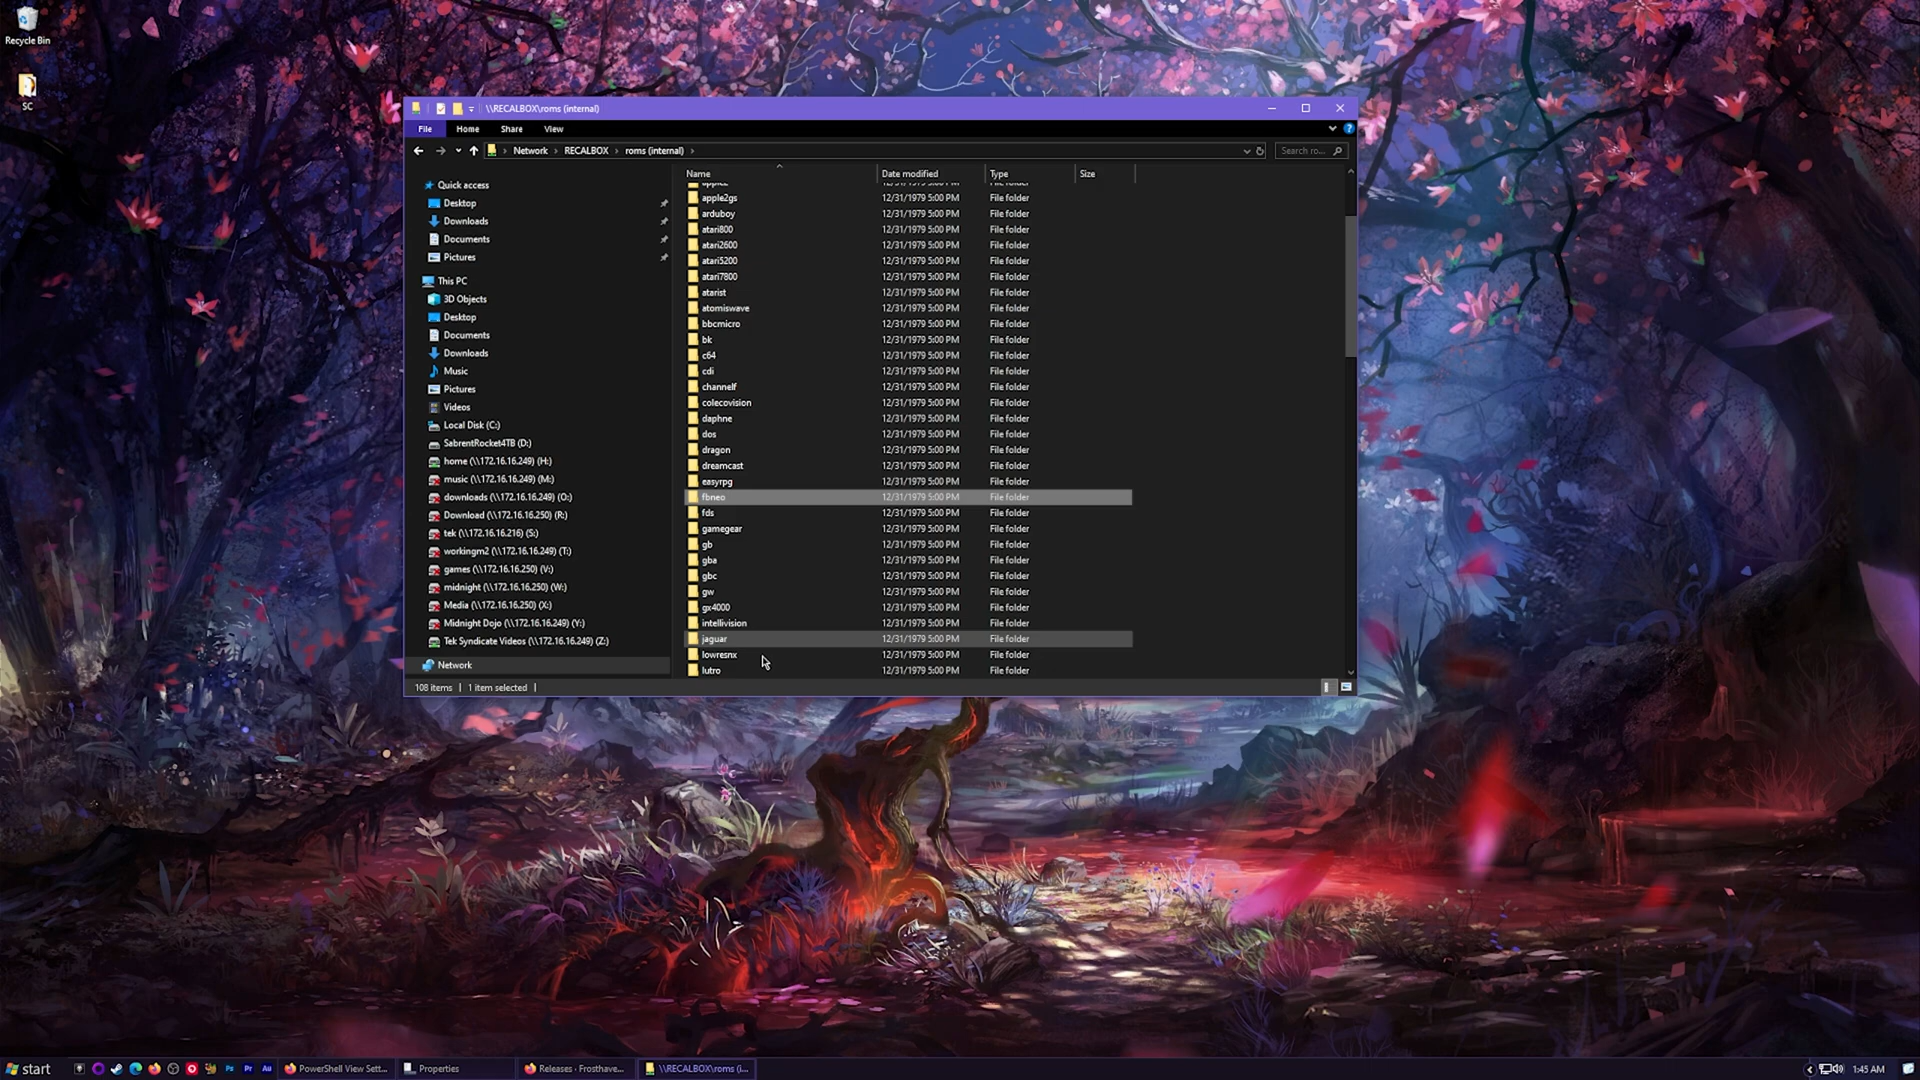 Recycle Bin
SC
\\RECALBOX\roms (internal)
File Home Share View
Network RECALBOX roms (internal)
Search ro...
Name Date modified Type Size
Quick access
Desktop
Downloads
Documents
Pictures
This PC
3D Objects
Desktop
Documents
Downloads
Music
Pictures
Videos
Local Disk (C:)
SabrentRocket4TB (D:)
home (\\172.16.16.249) (H:)
music (\\172.16.16.249) (M:)
downloads (\\172.16.16.249) (O:)
Download (\\172.16.16.250) (R:)
tek (\\172.16.16.216) (S:)
workingm2 (\\172.16.16.249) (T:)
games (\\172.16.16.250) (V:)
midnight (\\172.16.16.250) (W:)
Media (\\172.16.16.250) (X:)
Midnight Dojo (\\172.16.16.249) (Y:)
Tek Syndicate Videos (\\172.16.16.249) (Z:)
Network
apple2gs 12/31/1979 5:00 PM File folder
arduboy 12/31/1979 5:00 PM File folder
atari800 12/31/1979 5:00 PM File folder
atari2600 12/31/1979 5:00 PM File folder
atari5200 12/31/1979 5:00 PM File folder
atari7800 12/31/1979 5:00 PM File folder
atarist 12/31/1979 5:00 PM File folder
atomiswave 12/31/1979 5:00 PM File folder
bbcmicro 12/31/1979 5:00 PM File folder
bk 12/31/1979 5:00 PM File folder
c64 12/31/1979 5:00 PM File folder
cdi 12/31/1979 5:00 PM File folder
channelf 12/31/1979 5:00 PM File folder
colecovision 12/31/1979 5:00 PM File folder
daphne 12/31/1979 5:00 PM File folder
dos 12/31/1979 5:00 PM File folder
dragon 12/31/1979 5:00 PM File folder
dreamcast 12/31/1979 5:00 PM File folder
easyrpg 12/31/1979 5:00 PM File folder
fbneo 12/31/1979 5:00 PM File folder
fds 12/31/1979 5:00 PM File folder
gamegear 12/31/1979 5:00 PM File folder
gb 12/31/1979 5:00 PM File folder
gba 12/31/1979 5:00 PM File folder
gbc 12/31/1979 5:00 PM File folder
gw 12/31/1979 5:00 PM File folder
gx4000 12/31/1979 5:00 PM File folder
intellivision 12/31/1979 5:00 PM File folder
jaguar 12/31/1979 5:00 PM File folder
lowresnx 12/31/1979 5:00 PM File folder
lutro 12/31/1979 5:00 PM File folder
108 items 1 item selected
start
Ps Pr Au
PowerShell View Sett...
Properties
Releases · Frosthave...
\\RECALBOX\roms (i...
1:45 AM